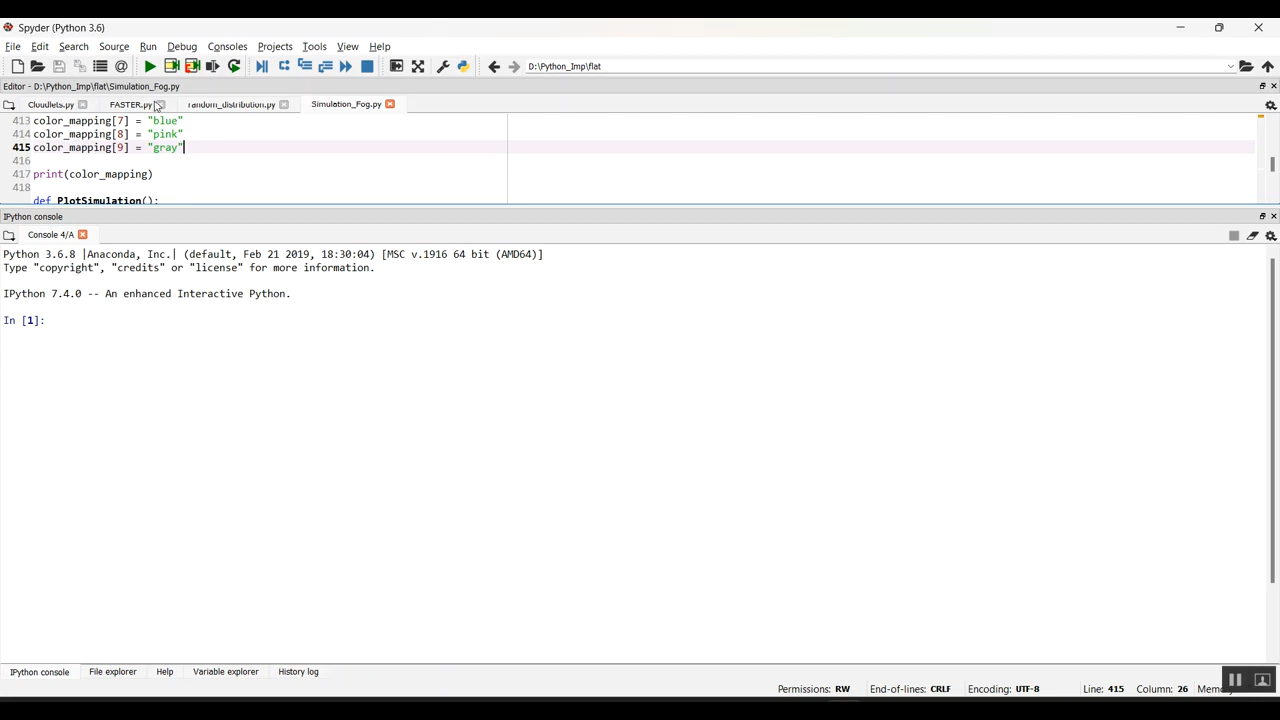 Spyder (Python 3.6)
File Edit Search Source Run Debug Consoles Projects Tools View Help
D:\Python_Imp\flat
Editor - D:\Python_Imp\flat\Simulation_Fog.py
Cloudlets.py FASTER.py random_distribution.py Simulation_Fog.py
413 color_mapping[7] = "blue"
414 color_mapping[8] = "pink"
415 color_mapping[9] = "gray"
416
417 print(color_mapping)
418
def PlotSimulation():
IPython console
Console 4/A
Python 3.6.8 |Anaconda, Inc.| (default, Feb 21 2019, 18:30:04) [MSC v.1916 64 bit (AMD64)]
Type "copyright", "credits" or "license" for more information.
IPython 7.4.0 -- An enhanced Interactive Python.
In [1]:
IPython console File explorer Help Variable explorer History log
Permissions: RW End-of-lines: CRLF Encoding: UTF-8 Line: 415 Column: 26